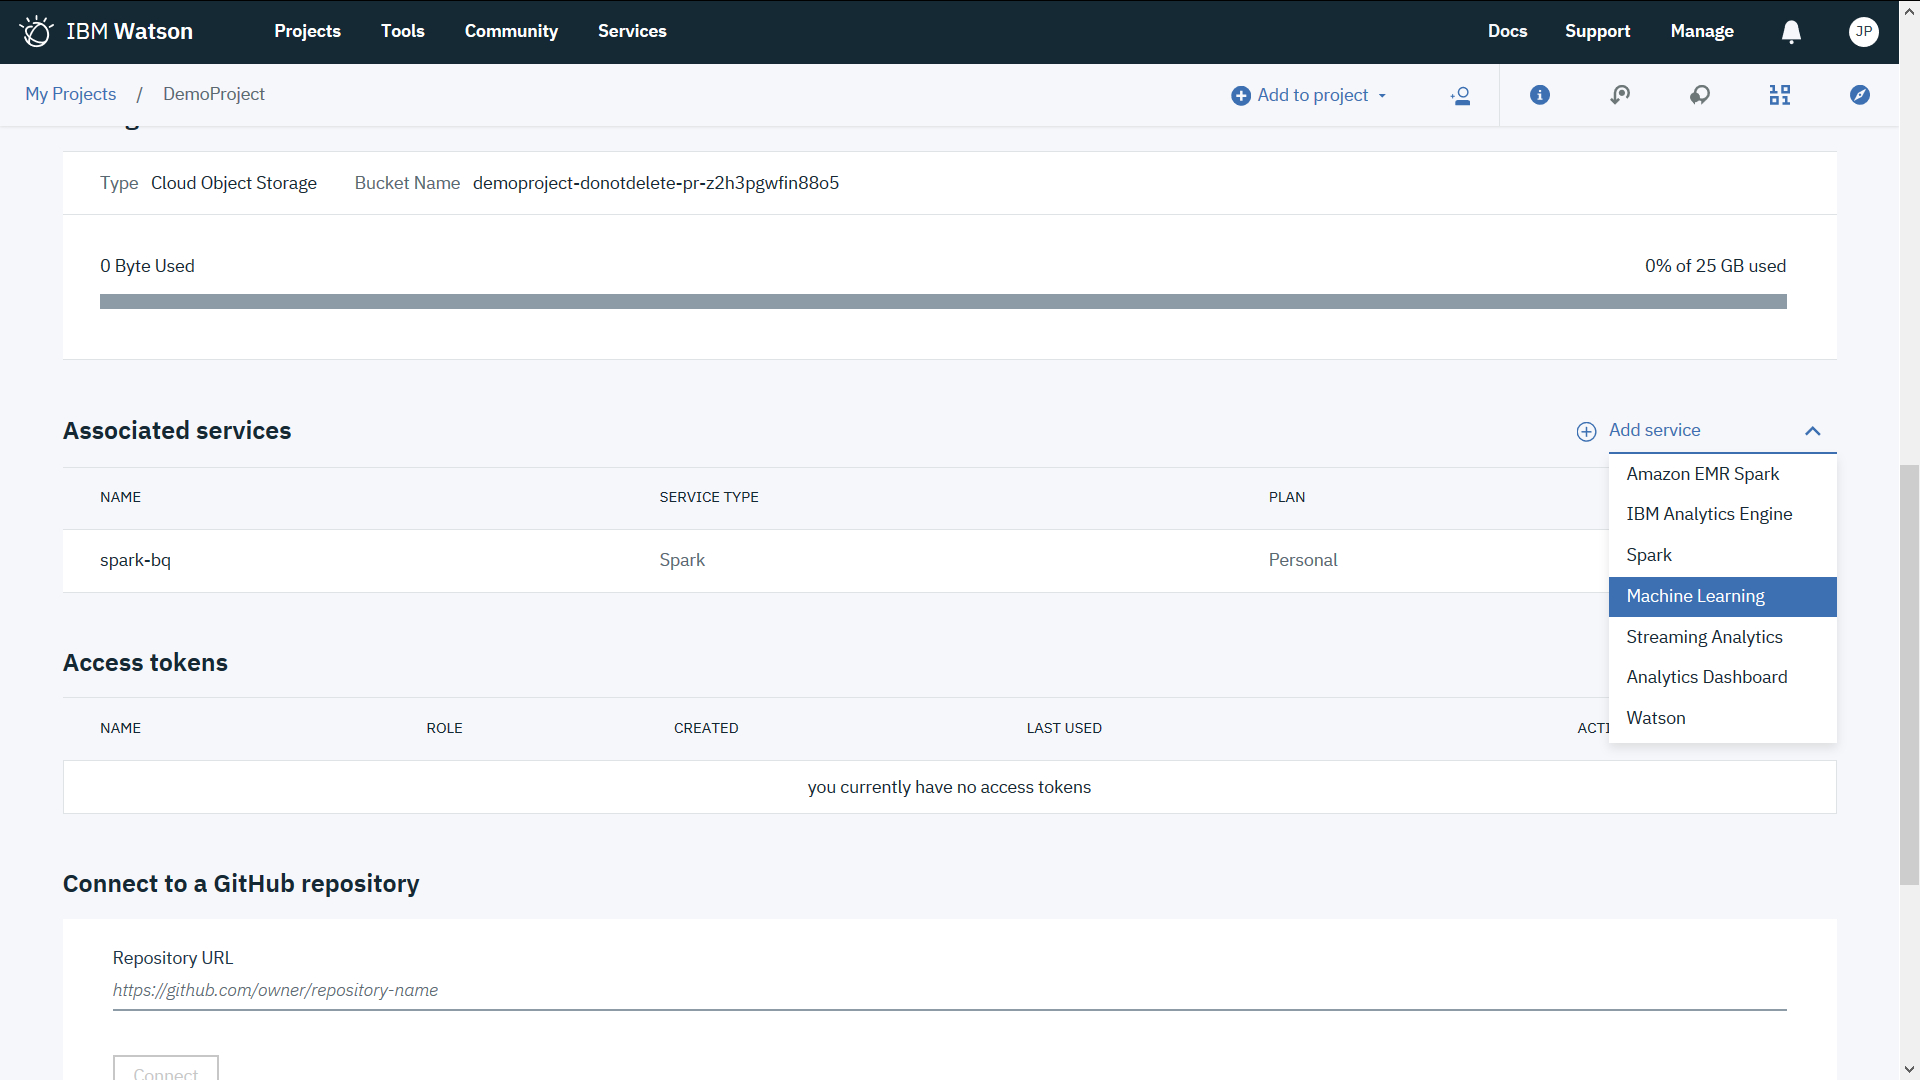 IBM Watson Projects Tools Community Services Docs Support Manage JP
My Projects / DemoProject Add to project
Type Cloud Object Storage Bucket Name demoproject-donotdelete-pr-z2h3pgwfin88o5
0 Byte Used 0% of 25 GB used
Associated services Add service
NAME SERVICE TYPE PLAN
spark-bq Spark Personal
Amazon EMR Spark
IBM Analytics Engine
Spark
Machine Learning
Streaming Analytics
Analytics Dashboard
Watson
Access tokens
NAME ROLE CREATED LAST USED ACTI
you currently have no access tokens
Connect to a GitHub repository
Repository URL
https://github.com/owner/repository-name
Connect